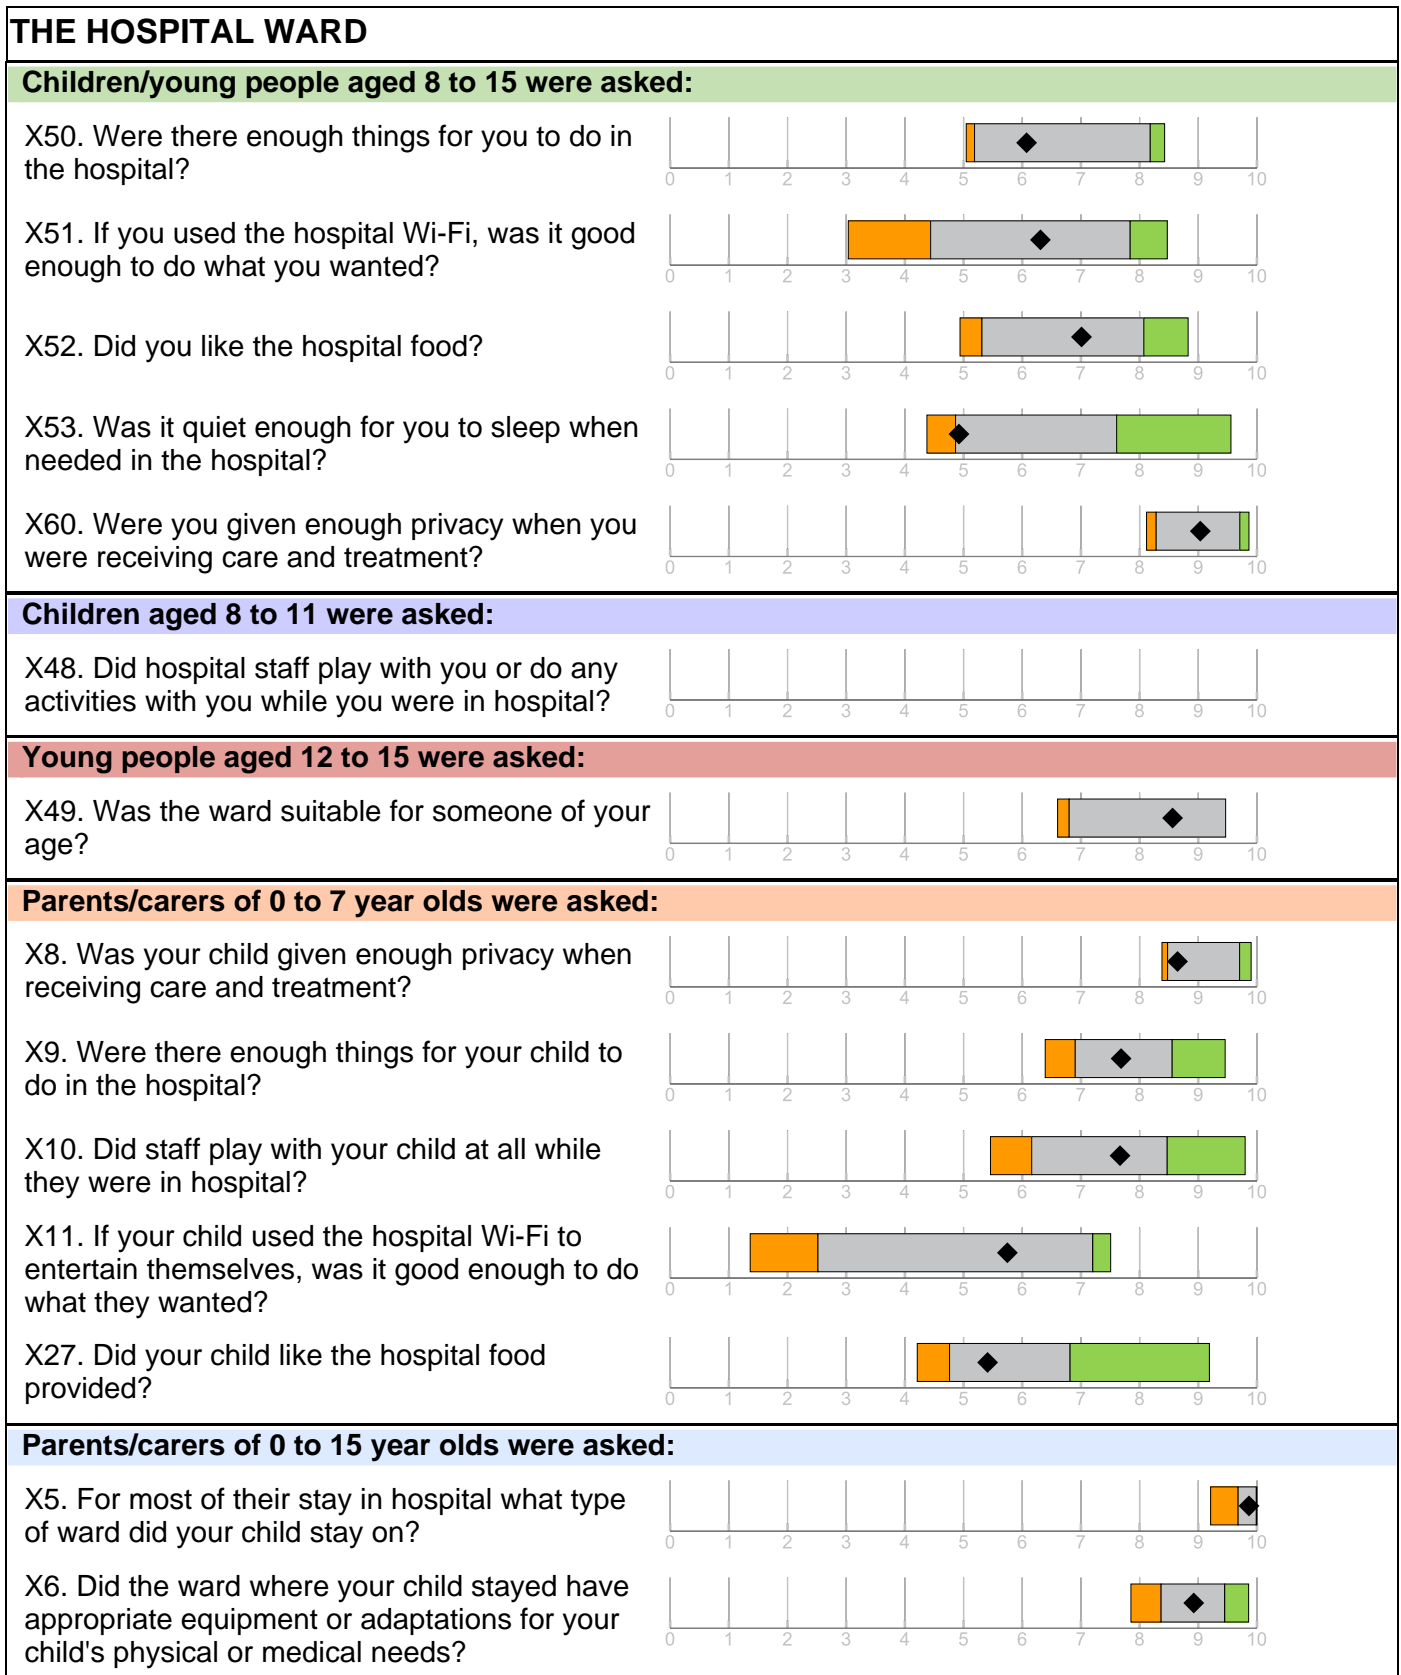 THE HOSPITAL WARD
Children/young people aged 8 to 15 were asked:
X50. Were there enough things for you to do in
the hospital?
0 1 2 3 4 5 6 7 8 9 10
X51. If you used the hospital Wi-Fi, was it good
enough to do what you wanted?
0 1 2 3 4 5 6 7 8 9 10
X52. Did you like the hospital food?
0 1 2 3 4 5 6 7 8 9 10
X53. Was it quiet enough for you to sleep when
needed in the hospital?
0 1 2 3 4 5 6 7 8 9 10
X60. Were you given enough privacy when you
were receiving care and treatment?
0 1 2 3 4 5 6 7 8 9 10
Children aged 8 to 11 were asked:
X48. Did hospital staff play with you or do any
activities with you while you were in hospital?
0 1 2 3 4 5 6 7 8 9 10
Young people aged 12 to 15 were asked:
X49. Was the ward suitable for someone of your
age?
0 1 2 3 4 5 6 7 8 9 10
Parents/carers of 0 to 7 year olds were asked:
X8. Was your child given enough privacy when
receiving care and treatment?
0 1 2 3 4 5 6 7 8 9 10
X9. Were there enough things for your child to
do in the hospital?
0 1 2 3 4 5 6 7 8 9 10
X10. Did staff play with your child at all while
they were in hospital?
0 1 2 3 4 5 6 7 8 9 10
X11. If your child used the hospital Wi-Fi to
entertain themselves, was it good enough to do
what they wanted?
0 1 2 3 4 5 6 7 8 9 10
X27. Did your child like the hospital food
provided?
0 1 2 3 4 5 6 7 8 9 10
Parents/carers of 0 to 15 year olds were asked:
X5. For most of their stay in hospital what type
of ward did your child stay on?
0 1 2 3 4 5 6 7 8 9 10
X6. Did the ward where your child stayed have
appropriate equipment or adaptations for your
child's physical or medical needs?
0 1 2 3 4 5 6 7 8 9 10